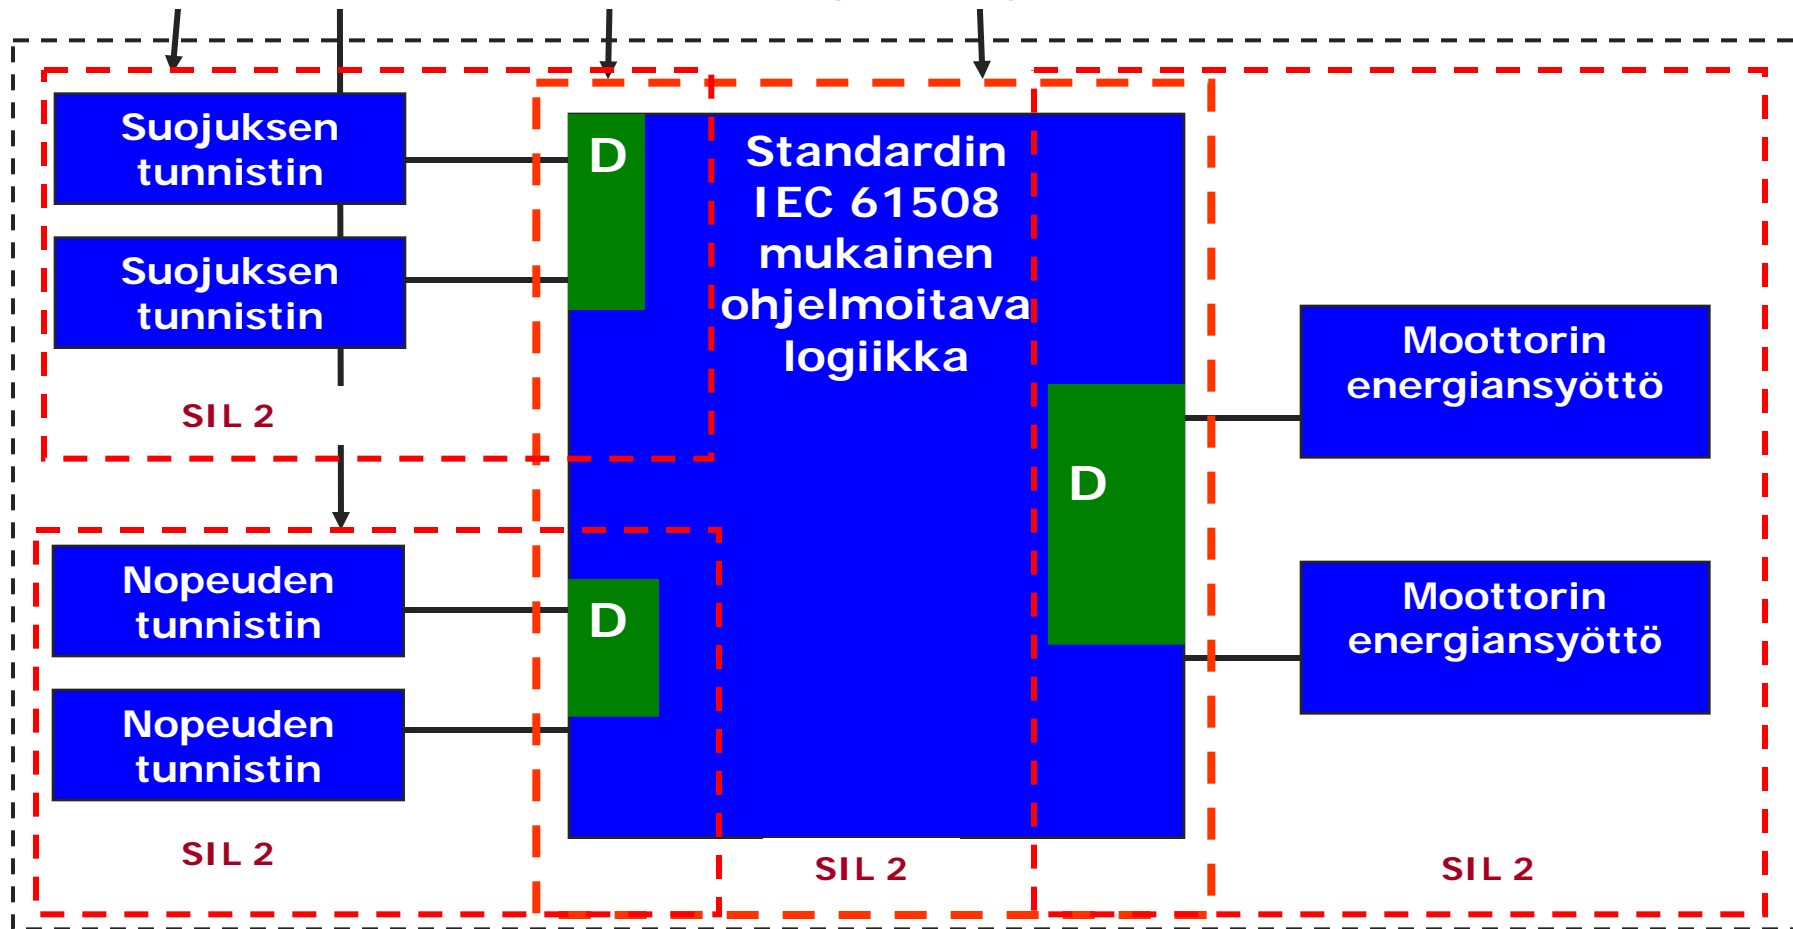 Suojuksen
tunnistin
Suojuksen
tunnistin
SIL 2
Nopeuden
tunnistin
Nopeuden
tunnistin
SIL 2
D
D
Standardin
IEC 61508
mukainen
ohjelmoitava
logiikka
D
SIL 2
Moottorin
energiansyöttö
Moottorin
energiansyöttö
SIL 2